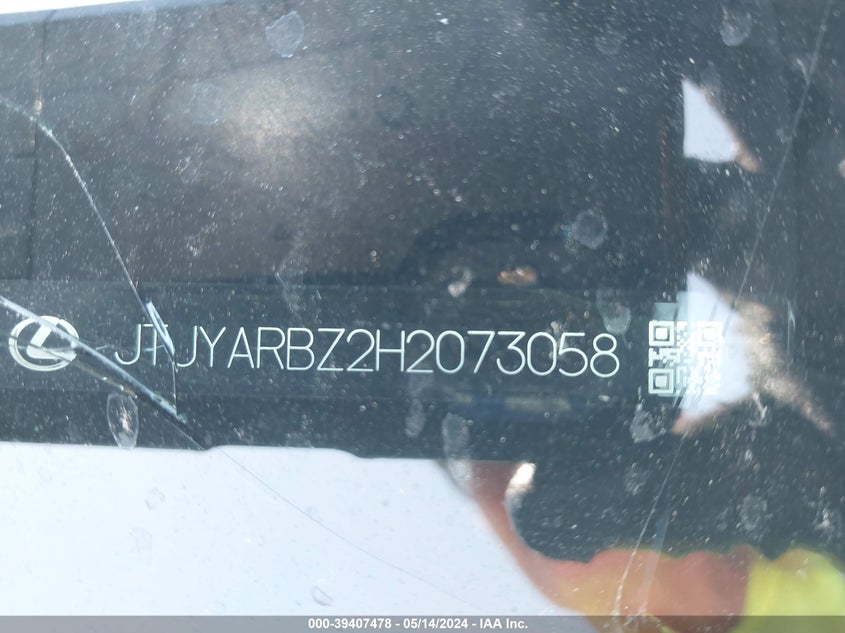 JTJYARBZ2H2073058
000-39407478 - 05/14/2024 - IAA Inc.